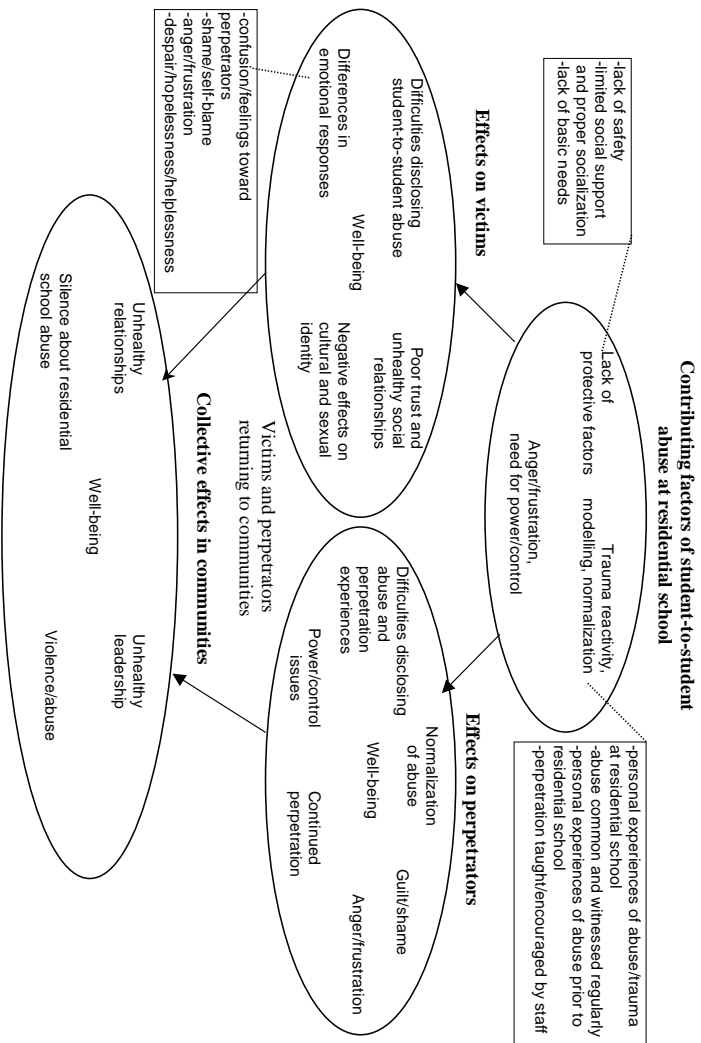 Contributing factors of student-to-student
abuse at residential school
-lack of safety
-limited social support
and proper socialization
-lack of basic needs
Lack of
protective factors
Trauma reactivity,
modelling, normalization
Anger/frustration,
need for power/control
-personal experiences of abuse/trauma
at residential school
-abuse common and witnessed regularly
-personal experiences of abuse prior to
residential school
-perpetration taught/encouraged by staff
Effects on victims
Difficulties disclosing
student-to-student abuse
Poor trust and
unhealthy social
relationships
Well-being
Differences in
emotional responses
Negative effects on
cultural and sexual
identity
-confusion/feelings toward
perpetrators
-shame/self-blame
-anger/frustration
-despair/hopelessness/helplessness
Effects on perpetrators
Normalization
of abuse
Guilt/shame
Difficulties disclosing
abuse and
perpetration
experiences
Well-being
Anger/frustration
Power/control
issues
Continued
perpetration
Victims and perpetrators
returning to communities
Collective effects in communities
Unhealthy
relationships
Unhealthy
leadership
Well-being
Silence about residential
school abuse
Violence/abuse